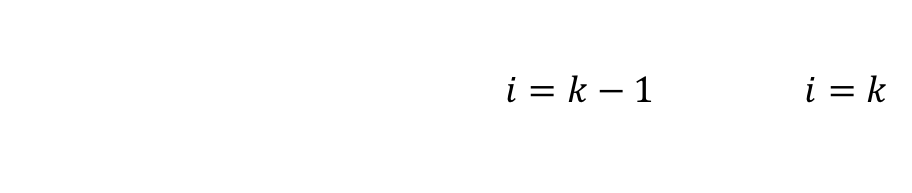 i = k − 1 i = k